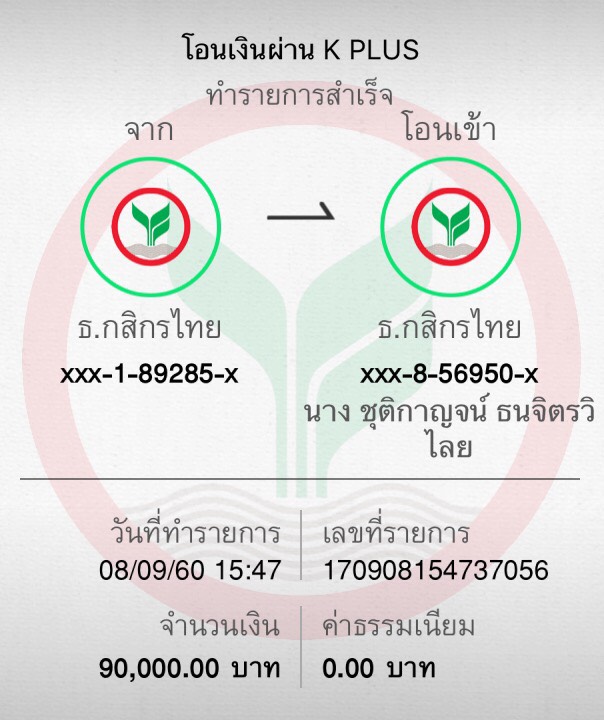 โอนเงินผ่าน K PLUS
ทำรายการสำเร็จ
จาก
โอนเข้า
ธ.กสิกรไทย
ธ.กสิกรไทย
xxx-1-89285-x
xxx-8-56950-x
นาง ชุติกาญจน์ ธนจิตรวิ
ไลย
วันที่ทำรายการ
เลขที่รายการ
08/09/60 15:47
170908154737056
จำนวนเงิน
ค่าธรรมเนียม
90,000.00 บาท
0.00 บาท